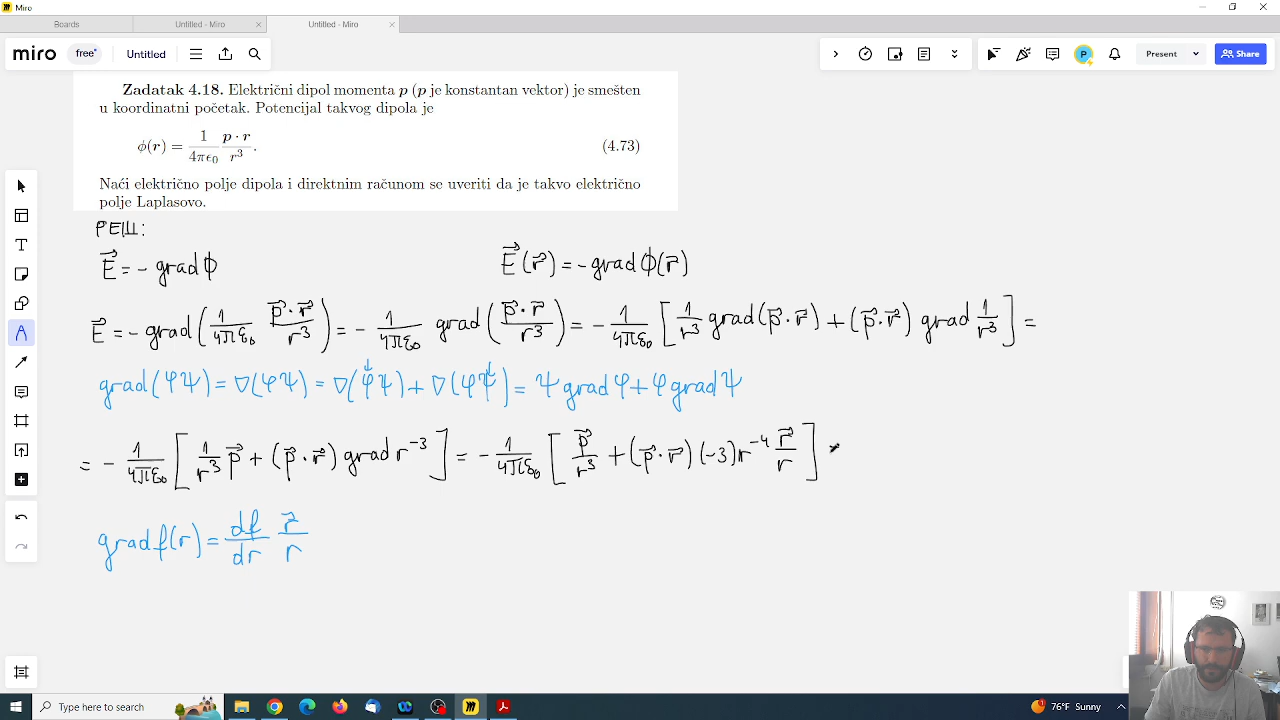 Miro
Boards
Untitled - Miro
Untitled - Miro
miro free Untitled
Present
P
Share
Zadatak 4.18. Električni dipol momenta p (p je konstantan vektor) je smešten
u koordinatni početak. Potencijal takvog dipola je
ϕ(r) = 1/(4πϵ₀) p · r / r³. (4.73)
Naći električno polje dipola i direktnim računom se uveriti da je takvo električno
polje Laplasovo.
РЕШ:
E⃗ = - grad ϕ E⃗(r⃗) = - grad ϕ(r⃗)
E⃗ = - grad(1/(4πε₀) p⃗·r⃗/r³) = - 1/(4πε₀) grad(p⃗·r⃗/r³) = - 1/(4πε₀) [1/r³ grad(p⃗·r⃗) + (p⃗·r⃗) grad 1/r³] =
grad(φψ) = ∇(φψ) = ∇(φ↓ψ) + ∇(φψ↓) = ψ grad φ + φ grad ψ
= - 1/(4πε₀) [1/r³ p⃗ + (p⃗·r⃗) grad r⁻³] = - 1/(4πε₀) [p⃗/r³ + (p⃗·r⃗)(-3)r⁻⁴ r⃗/r]
grad f(r) = df/dr r⃗/r
Type here to search
76°F Sunny